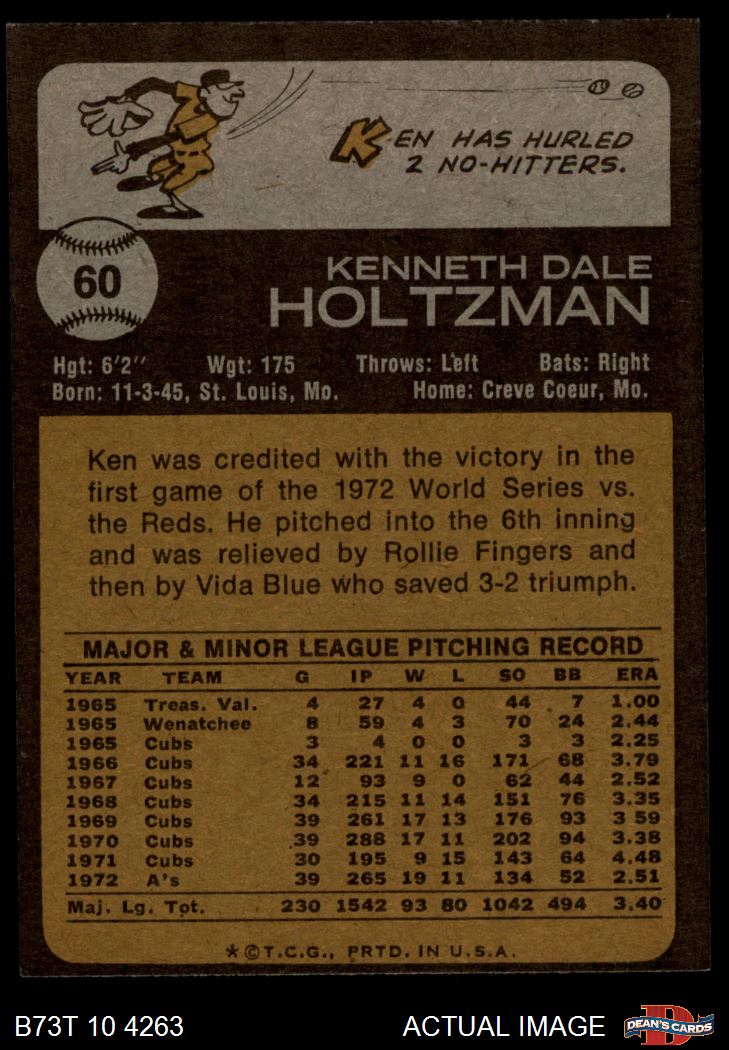 KEN HAS HURLED
2 NO-HITTERS.
60
KENNETH DALE
HOLTZMAN
Hgt: 6'2" Wgt: 175 Throws: Left Bats: Right
Born: 11-3-45, St. Louis, Mo. Home: Creve Coeur, Mo.
Ken was credited with the victory in the
first game of the 1972 World Series vs.
the Reds. He pitched into the 6th inning
and was relieved by Rollie Fingers and
then by Vida Blue who saved 3-2 triumph.
MAJOR & MINOR LEAGUE PITCHING RECORD
YEAR TEAM G IP W L SO BB ERA
1965 Treas. Val. 4 27 4 0 44 7 1.00
1965 Wenatchee 8 59 4 3 70 24 2.44
1965 Cubs 3 4 0 0 3 3 2.25
1966 Cubs 34 221 11 16 171 68 3.79
1967 Cubs 12 93 9 0 62 44 2.52
1968 Cubs 34 215 11 14 151 76 3.35
1969 Cubs 39 261 17 13 176 93 3 59
1970 Cubs 39 288 17 11 202 94 3.38
1971 Cubs 30 195 9 15 143 64 4.48
1972 A's 39 265 19 11 134 52 2.51
Maj. Lg. Tot. 230 1542 93 80 1042 494 3.40
*©T.C.G., PRTD. IN U.S.A.
B73T 10 4263 ACTUAL IMAGE D DEAN'S CARDS